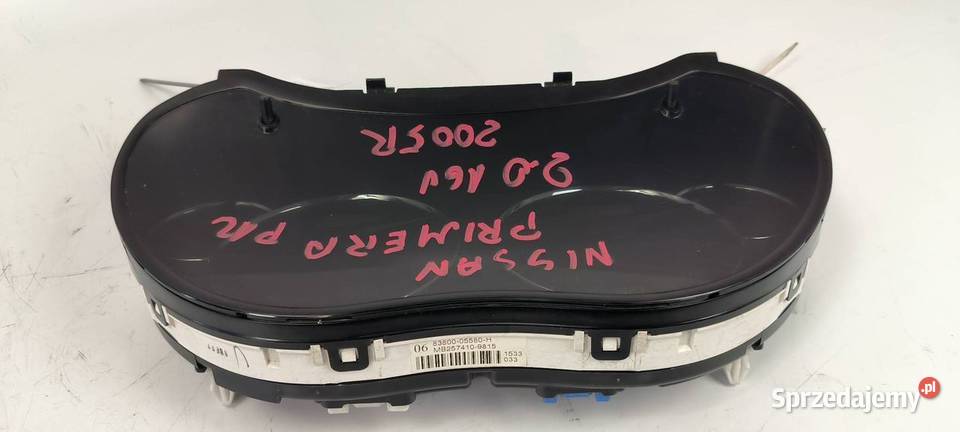 NISSAN
PRIMERA P12
2.0 16V
2005R
06 83800-05580-H
MB257410-9815
1533
033
Sprzedajemy.pl